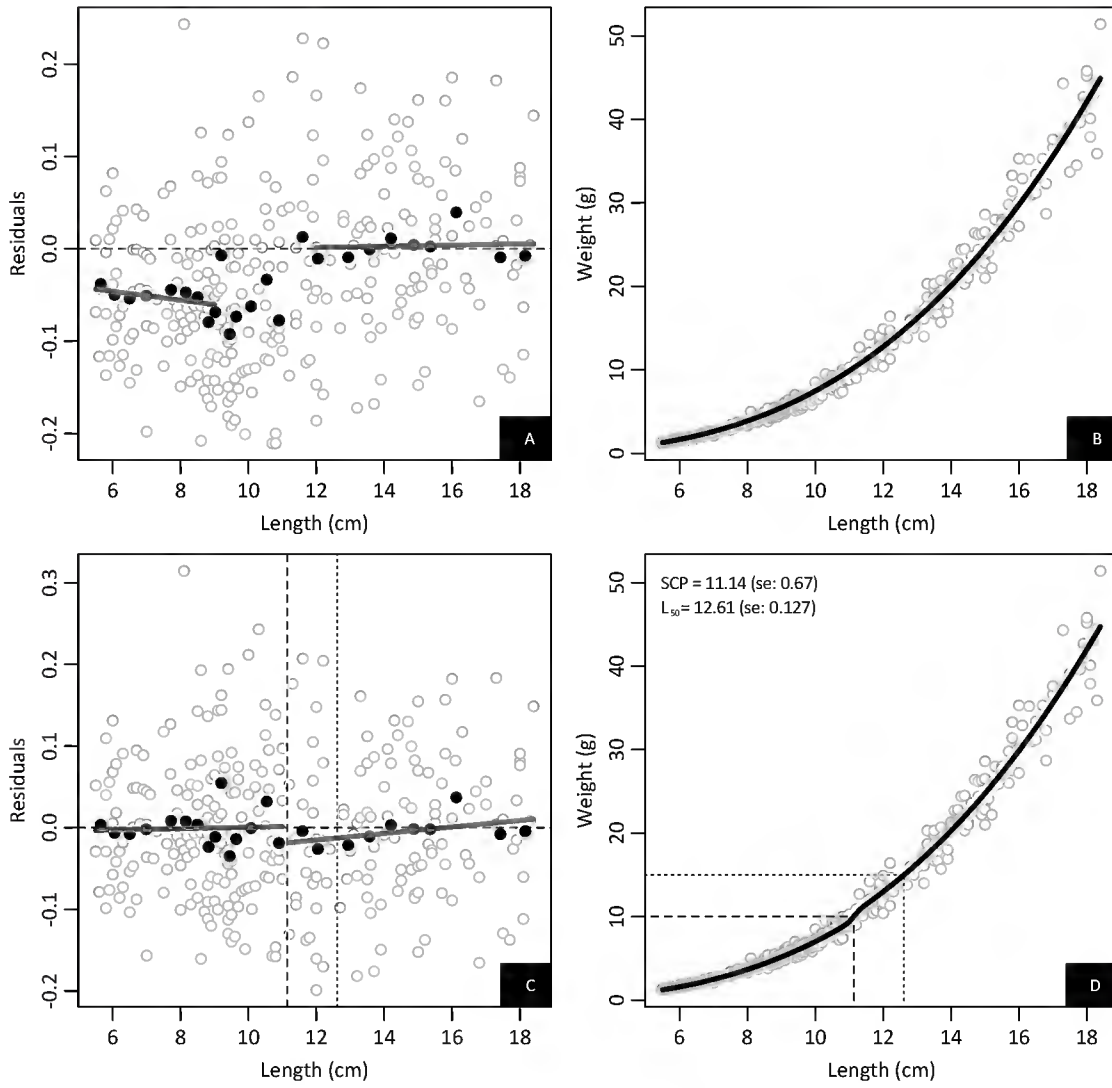 Residuals
0.2
0.1
0.0
-0.1
-0.2
6 8 10 12 14 16 18
Length (cm)
A
Weight (g)
50
40
30
20
10
0
6 8 10 12 14 16 18
Length (cm)
B
Residuals
0.3
0.2
0.1
0.0
-0.1
-0.2
6 8 10 12 14 16 18
Length (cm)
C
SCP = 11.14 (se: 0.67)
L₅₀= 12.61 (se: 0.127)
Weight (g)
50
40
30
20
10
0
6 8 10 12 14 16 18
Length (cm)
D